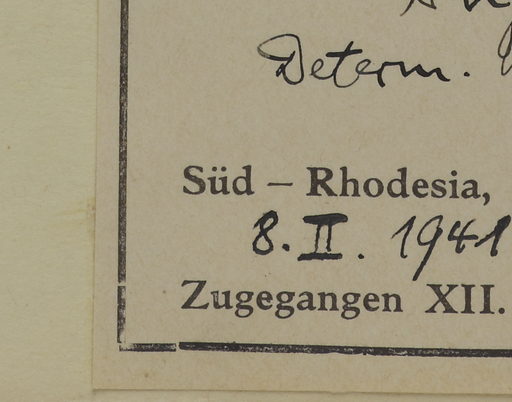 Determ.
Süd – Rhodesia,
8. II. 1941
Zugegangen XII.